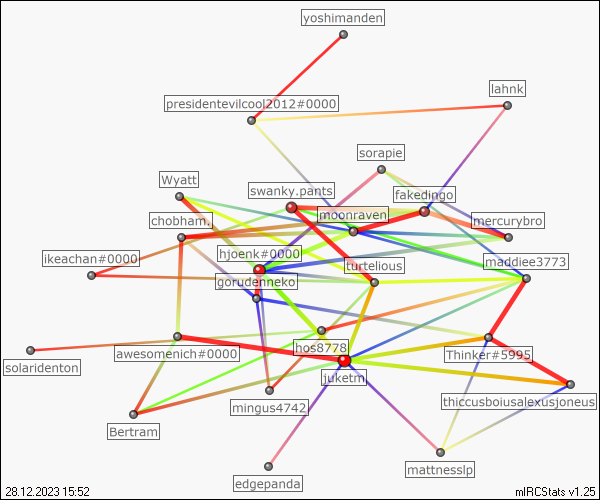 yoshimanden
lahnk
presidentevilcool2012#0000
sorapie
Wyatt
swanky.pants
fakedingo
chobham.
moonraven
mercurybro
ikeachan#0000
hjoenk#0000
turtelious
maddiee3773
gorudenneko
solaridenton
awesomenich#0000
hos8778
Thinker#5995
juketm
mingus4742
thiccusboiusalexusjoneus
Bertram
mattnesslp
edgepanda
28.12.2023 15:52
mIRCStats v1.25